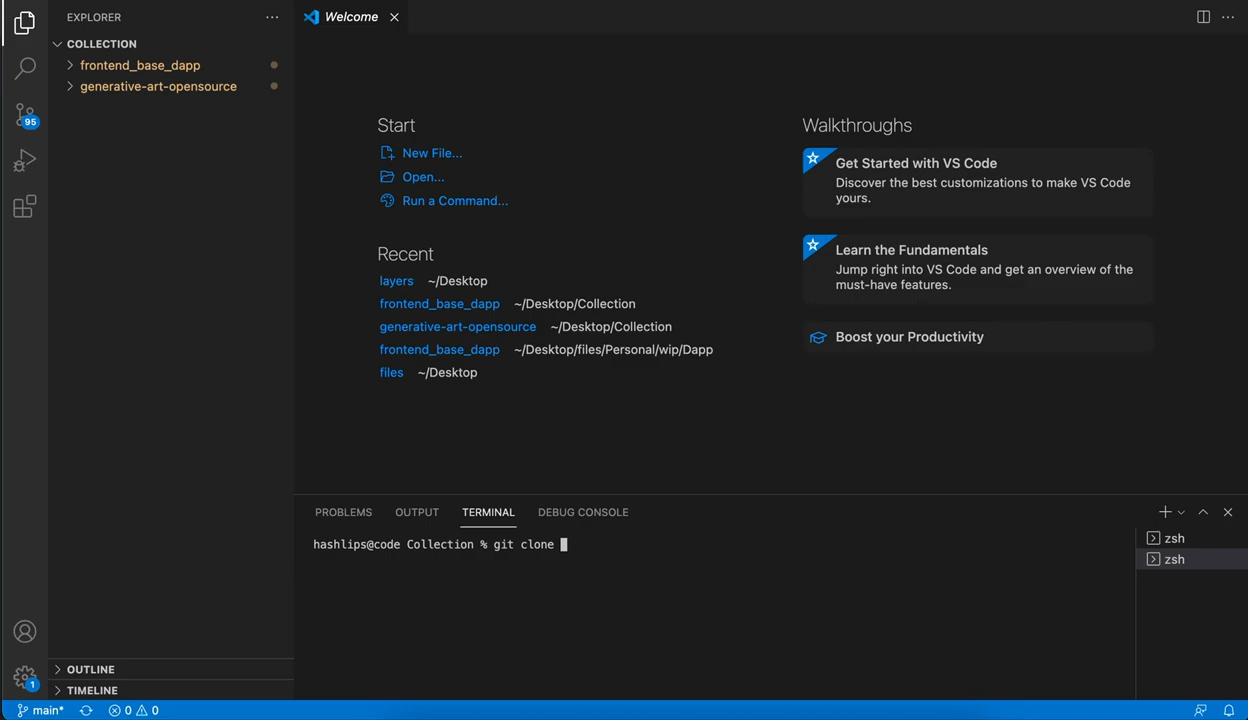 EXPLORER
Welcome
COLLECTION
frontend_base_dapp
generative-art-opensource
95
Start
New File...
Open...
Run a Command...
Recent
layers ~/Desktop
frontend_base_dapp ~/Desktop/Collection
generative-art-opensource ~/Desktop/Collection
frontend_base_dapp ~/Desktop/files/Personal/wip/Dapp
files ~/Desktop
Walkthroughs
Get Started with VS Code
Discover the best customizations to make VS Code
yours.
Learn the Fundamentals
Jump right into VS Code and get an overview of the
must-have features.
Boost your Productivity
PROBLEMS OUTPUT TERMINAL DEBUG CONSOLE
hashlips@code Collection % git clone
zsh
zsh
OUTLINE
TIMELINE
1
main* 0 0